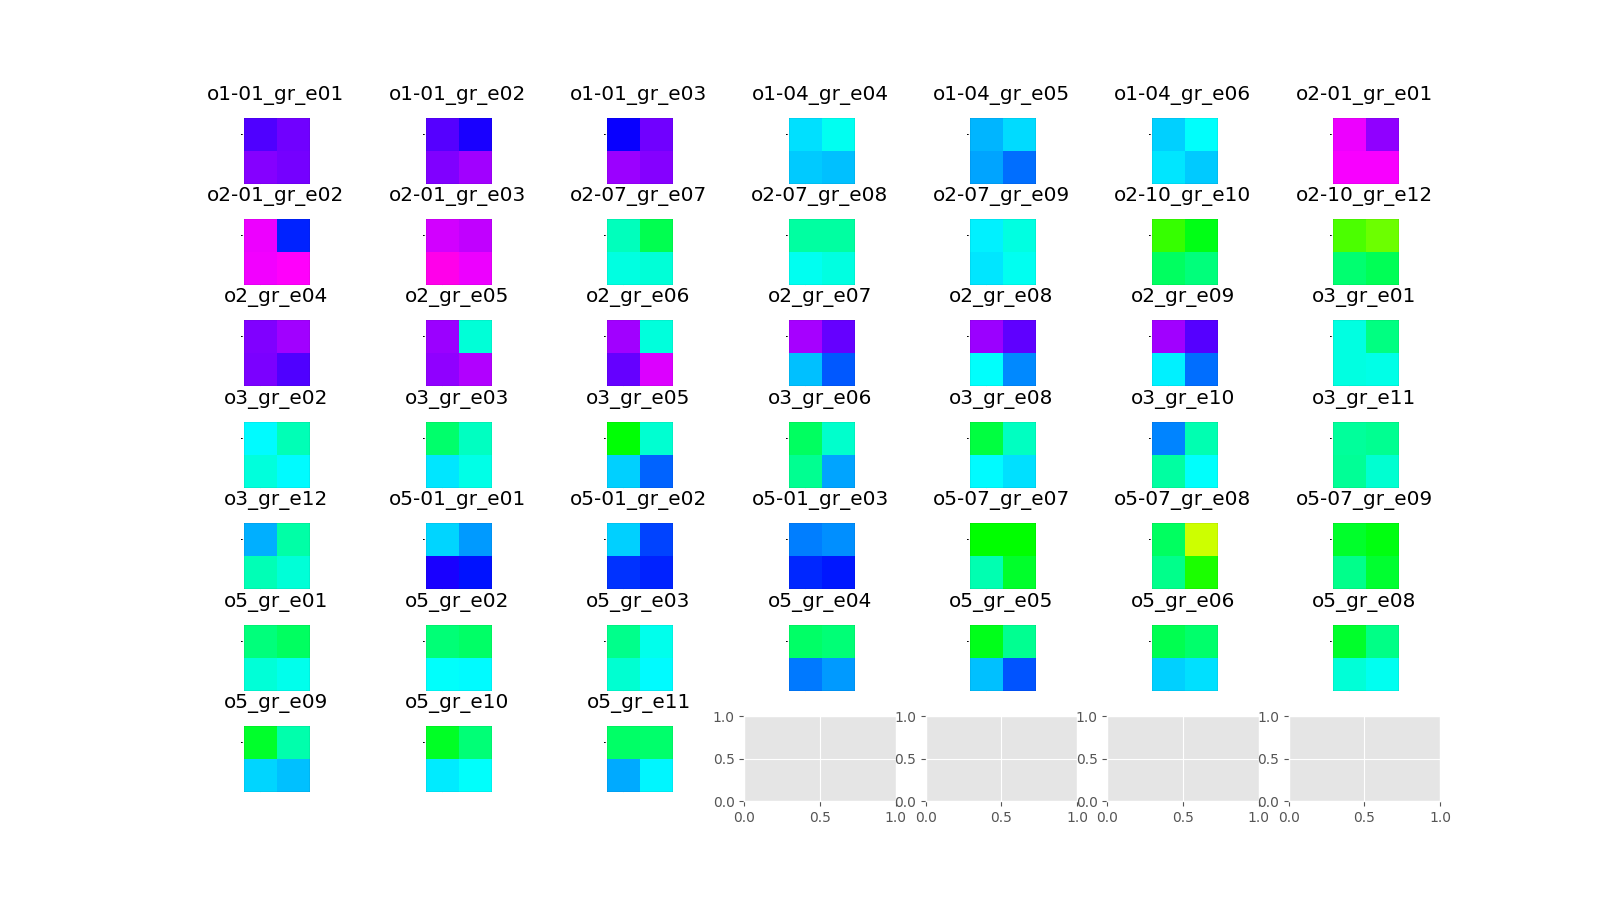 o1-01_gr_e01 o1-01_gr_e02 o1-01_gr_e03 o1-04_gr_e04 o1-04_gr_e05 o1-04_gr_e06 o2-01_gr_e01
o2-01_gr_e02 o2-01_gr_e03 o2-07_gr_e07 o2-07_gr_e08 o2-07_gr_e09 o2-10_gr_e10 o2-10_gr_e12
o2_gr_e04 o2_gr_e05 o2_gr_e06 o2_gr_e07 o2_gr_e08 o2_gr_e09 o3_gr_e01
o3_gr_e02 o3_gr_e03 o3_gr_e05 o3_gr_e06 o3_gr_e08 o3_gr_e10 o3_gr_e11
o3_gr_e12 o5-01_gr_e01 o5-01_gr_e02 o5-01_gr_e03 o5-07_gr_e07 o5-07_gr_e08 o5-07_gr_e09
o5_gr_e01 o5_gr_e02 o5_gr_e03 o5_gr_e04 o5_gr_e05 o5_gr_e06 o5_gr_e08
o5_gr_e09 o5_gr_e10 o5_gr_e11
1.0 1.0 1.0 1.0
0.5 0.5 0.5 0.5
0.0 0.0 0.0 0.0
0.0 0.5 1.0 0.0 0.5 1.0 0.0 0.5 1.0 0.0 0.5 1.0